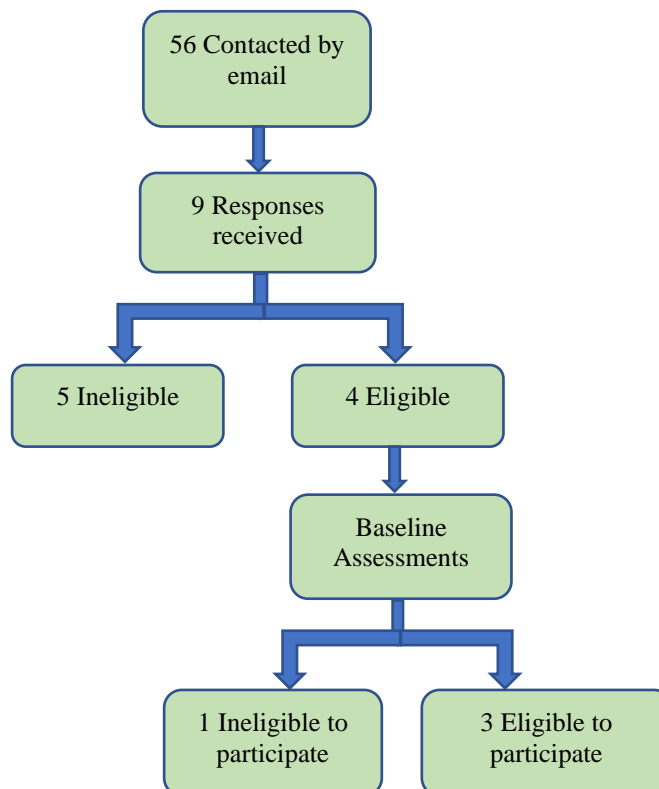 56 Contacted by
email
9 Responses
received
5 Ineligible
4 Eligible
Baseline
Assessments
1 Ineligible to
participate
3 Eligible to
participate